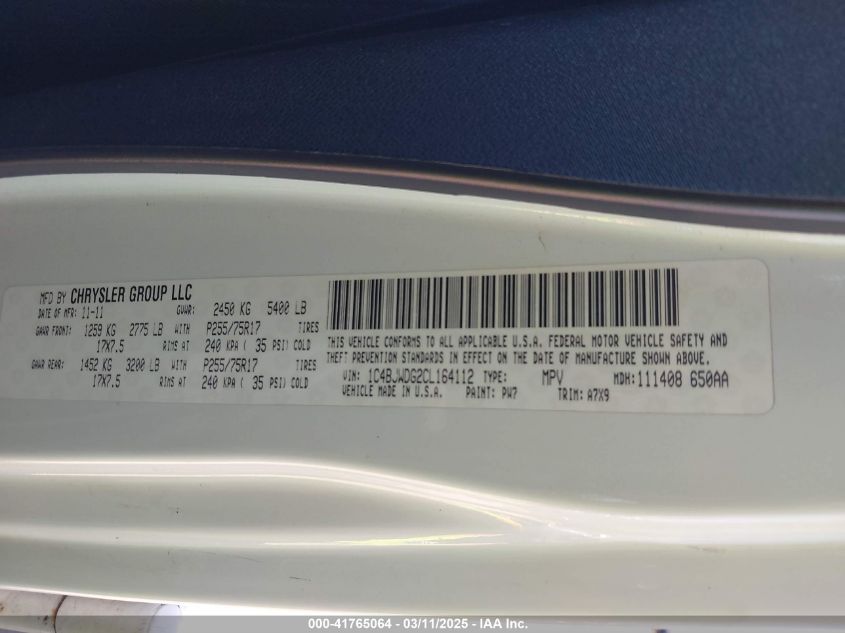 MFD BY CHRYSLER GROUP LLC
DATE OF MFR: 11-11 GVWR: 2450 KG 5400 LB
GAWR FRONT: 1259 KG 2775 LB WITH P255/75R17 TIRES
17X7.5 RIMS AT 240 KPA ( 35 PSI) COLD
GAWR REAR: 1452 KG 3200 LB WITH P255/75R17 TIRES
17X7.5 RIMS AT 240 KPA ( 35 PSI) COLD
THIS VEHICLE CONFORMS TO ALL APPLICABLE U.S.A. FEDERAL MOTOR VEHICLE SAFETY AND
THEFT PREVENTION STANDARDS IN EFFECT ON THE DATE OF MANUFACTURE SHOWN ABOVE.
VIN: 1C4BJWDG2CL164112 TYPE: MPV MDH:111408 650AA
VEHICLE MADE IN U.S.A. PAINT: PW7 TRIM: A7X9
000-41765064 - 03/11/2025 - IAA Inc.